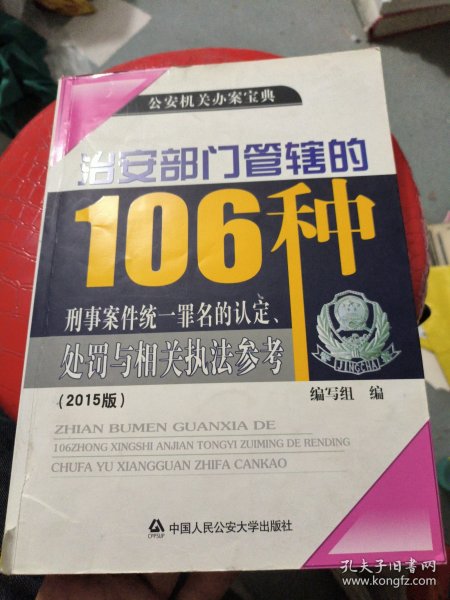 公安机关办案宝典
治安部门管辖的
106种
刑事案件统一罪名的认定、
处罚与相关执法参考
(2015版)
JINGCHA
编写组 编
ZHIAN BUMEN GUANXIA DE
106ZHONG XINGSHI ANJIAN TONGYI ZUIMING DE RENDING
CHUFA YU XIANGGUAN ZHIFA CANKAO
CPPSUP
中国人民公安大学出版社
孔夫子旧书网
www.kongfz.com